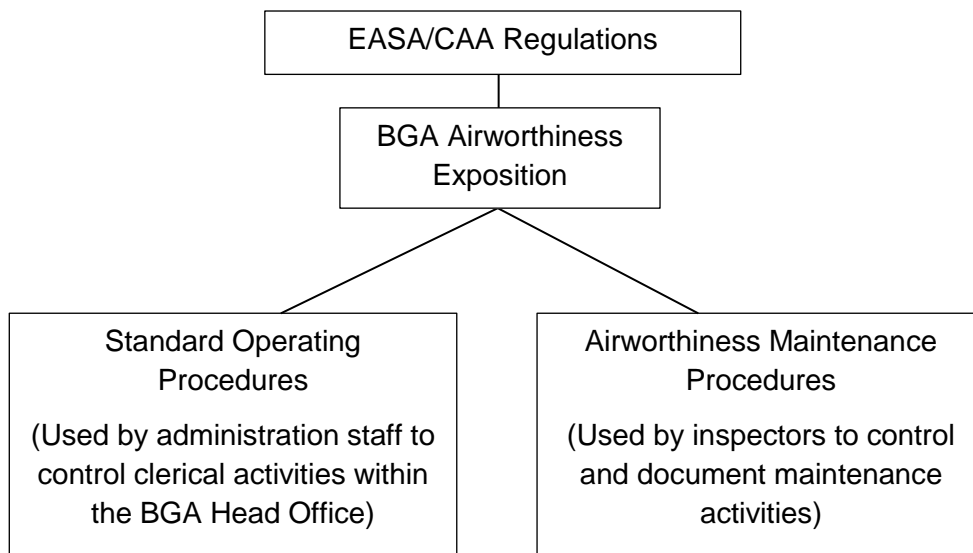 EASA/CAA Regulations
BGA Airworthiness
Exposition
Standard Operating
Procedures
(Used by administration staff to
control clerical activities within
the BGA Head Office)
Airworthiness Maintenance
Procedures
(Used by inspectors to control
and document maintenance
activities)